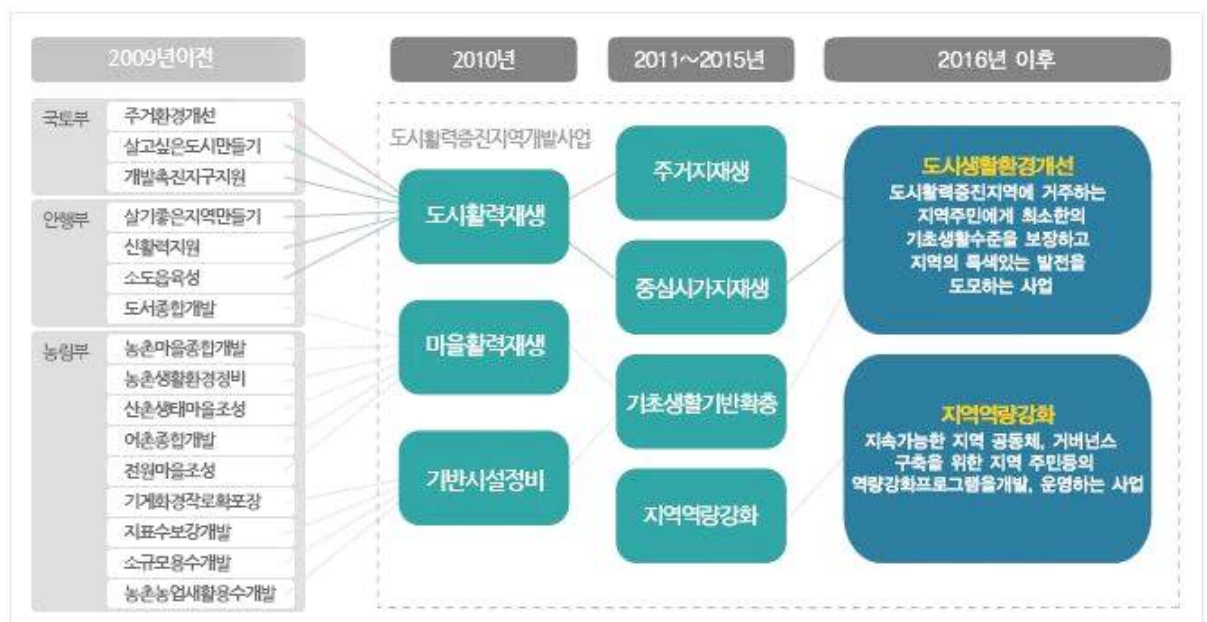 2009년이전
2010년
2011~2015년
2016년 이후
국토부
주거환경개선
살고싶은도시만들기
개발촉진지구지원
안행부
살기좋은지역만들기
신활력지원
소도읍육성
도서종합개발
농림부
농촌마을종합개발
농촌생활환경정비
산촌생태마을조성
어촌종합개발
전원마을조성
기계화경작로확포장
지표수보강개발
소규모용수개발
농촌농업새활용수개발
도시활력증진지역개발사업
도시활력재생
마을활력재생
기반시설정비
주거지재생
중심시가지재생
기초생활기반확충
지역역량강화
도시생활환경개선
도시활력증진지역에 거주하는
지역주민에게 최소한의
기초생활수준을 보장하고
지역의 특색있는 발전을
도모하는 사업
지역역량강화
지속가능한 지역 공동체, 거버넌스
구축을 위한 지역 주민등의
역량강화프로그램을개발, 운영하는 사업